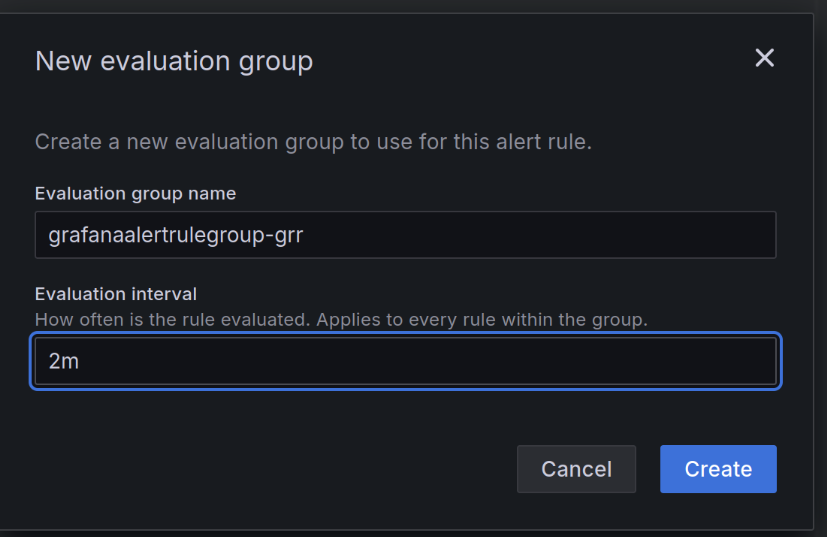 New evaluation group
Create a new evaluation group to use for this alert rule.
Evaluation group name
grafanaalertrulegroup-grr
Evaluation interval
How often is the rule evaluated. Applies to every rule within the group.
2m
Cancel
Create